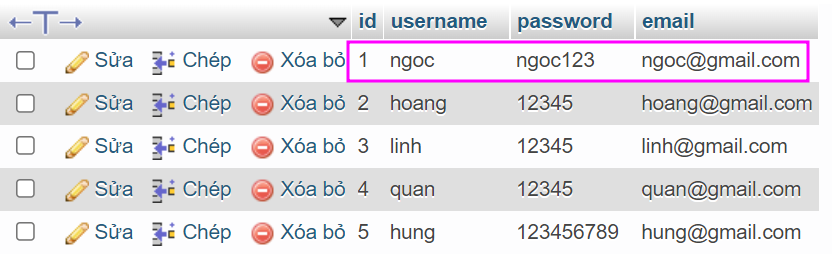 id username password email
Sửa Chép Xóa bỏ 1 ngoc ngoc123 ngoc@gmail.com
Sửa Chép Xóa bỏ 2 hoang 12345 hoang@gmail.com
Sửa Chép Xóa bỏ 3 linh 12345 linh@gmail.com
Sửa Chép Xóa bỏ 4 quan 12345 quan@gmail.com
Sửa Chép Xóa bỏ 5 hung 123456789 hung@gmail.com